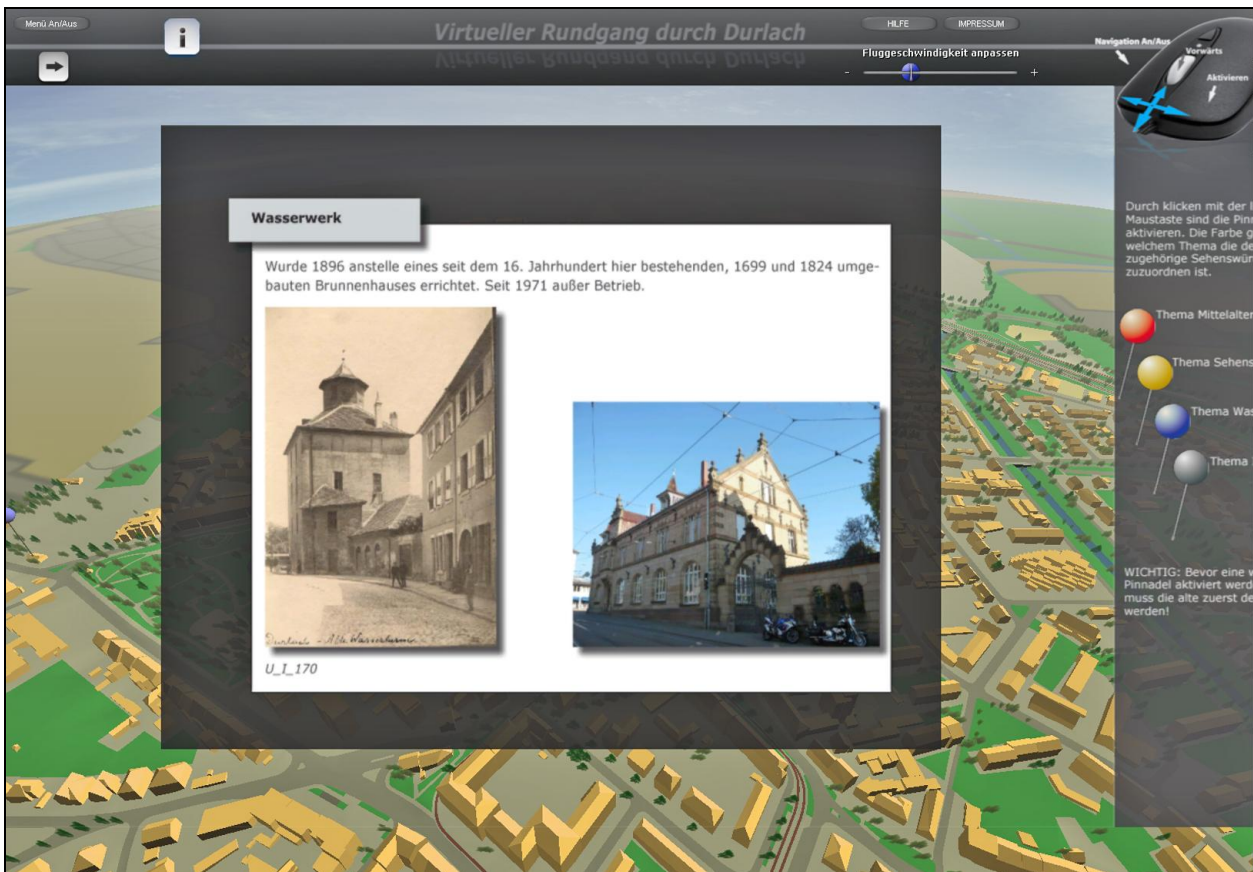 Menü An/Aus
Virtueller Rundgang durch Durlach
HILFE
IMPRESSUM
Fluggeschwindigkeit anpassen
- +
Navigation An/Aus
Vorwärts
Aktivieren
Wasserwerk
Wurde 1896 anstelle eines seit dem 16. Jahrhundert hier bestehenden, 1699 und 1824 umge-
bauten Brunnenhauses errichtet. Seit 1971 außer Betrieb.
Durlach - Alte Wasserturm
U_I_170
Durch klicken mit der l
Maustaste sind die Pinn
aktivieren. Die Farbe g
welchem Thema die de
zugehörige Sehenswür
zuzuordnen ist.
Thema Mittelalter
Thema Sehens
Thema Was
Thema
WICHTIG: Bevor eine w
Pinnadel aktiviert werd
muss die alte zuerst de
werden!